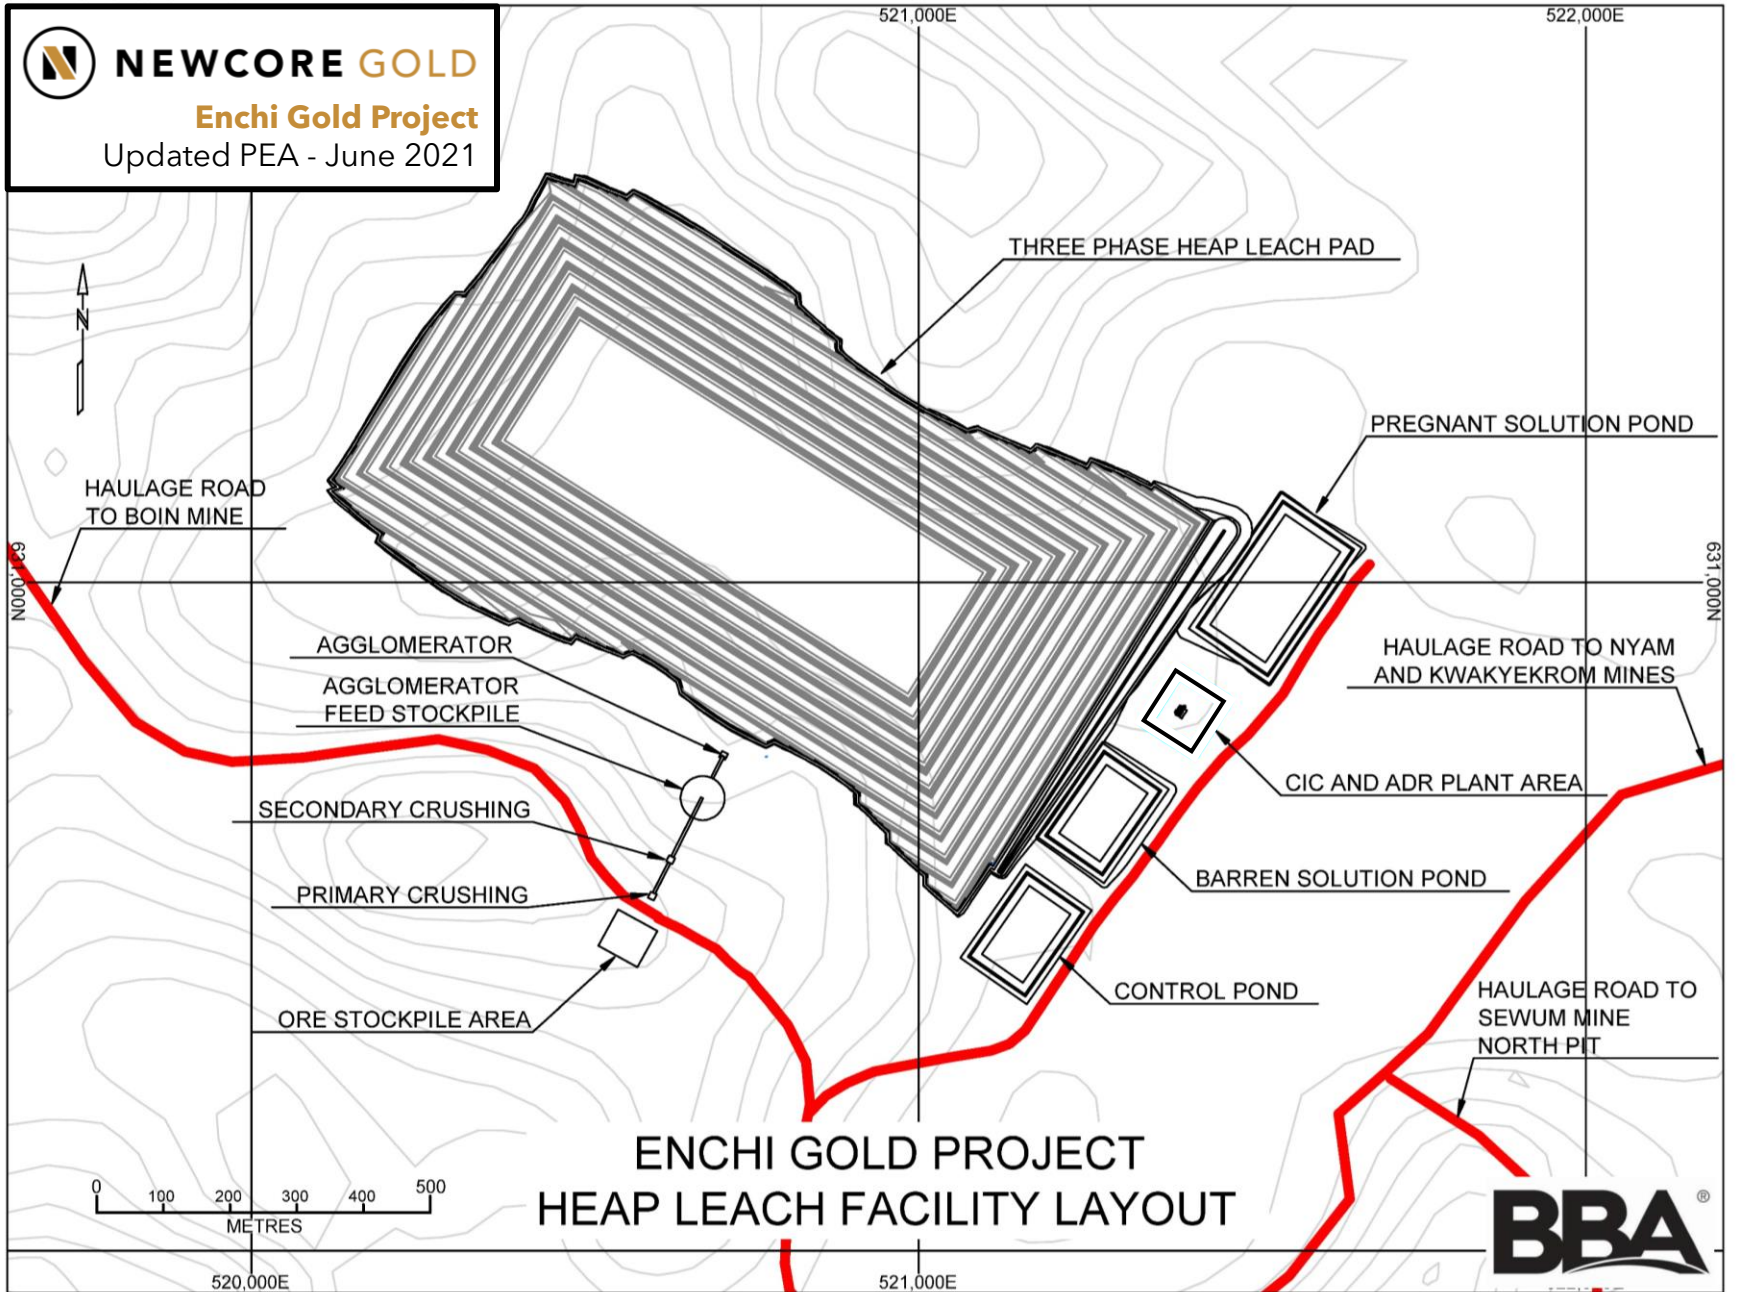 521,000E
522,000E
NEWCORE GOLD
Enchi Gold Project
Updated PEA - June 2021
THREE PHASE HEAP LEACH PAD
N
PREGNANT SOLUTION POND
HAULAGE ROAD
TO BOIN MINE
631,000N
631,000N
AGGLOMERATOR
HAULAGE ROAD TO NYAM
AND KWAKYEKROM MINES
AGGLOMERATOR
FEED STOCKPILE
CIC AND ADR PLANT AREA
SECONDARY CRUSHING
BARREN SOLUTION POND
PRIMARY CRUSHING
CONTROL POND
HAULAGE ROAD TO
SEWUM MINE
NORTH PIT
ORE STOCKPILE AREA
ENCHI GOLD PROJECT
HEAP LEACH FACILITY LAYOUT
0 100 200 300 400 500
METRES
BBA®
520,000E
521,000E